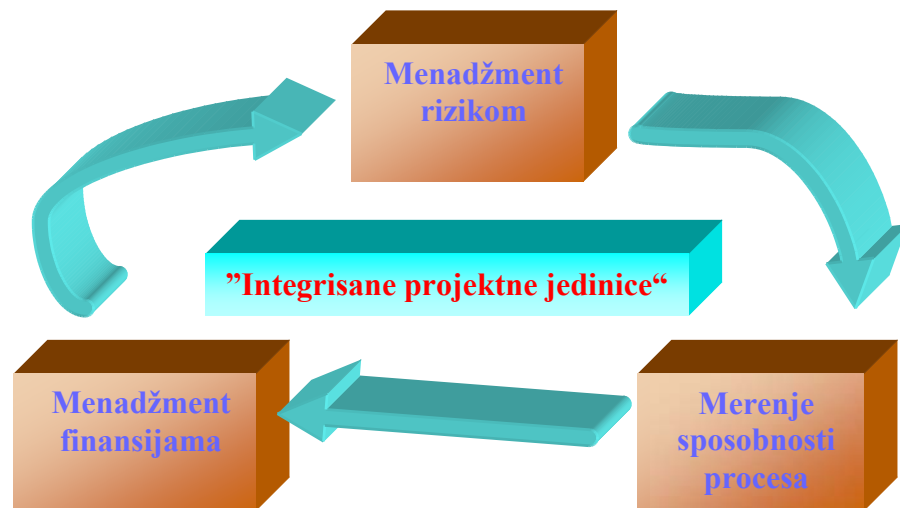 Menadžment
rizikom
”Integrisane projektne jedinice“
Menadžment
finansijama
Merenje
sposobnosti
procesa